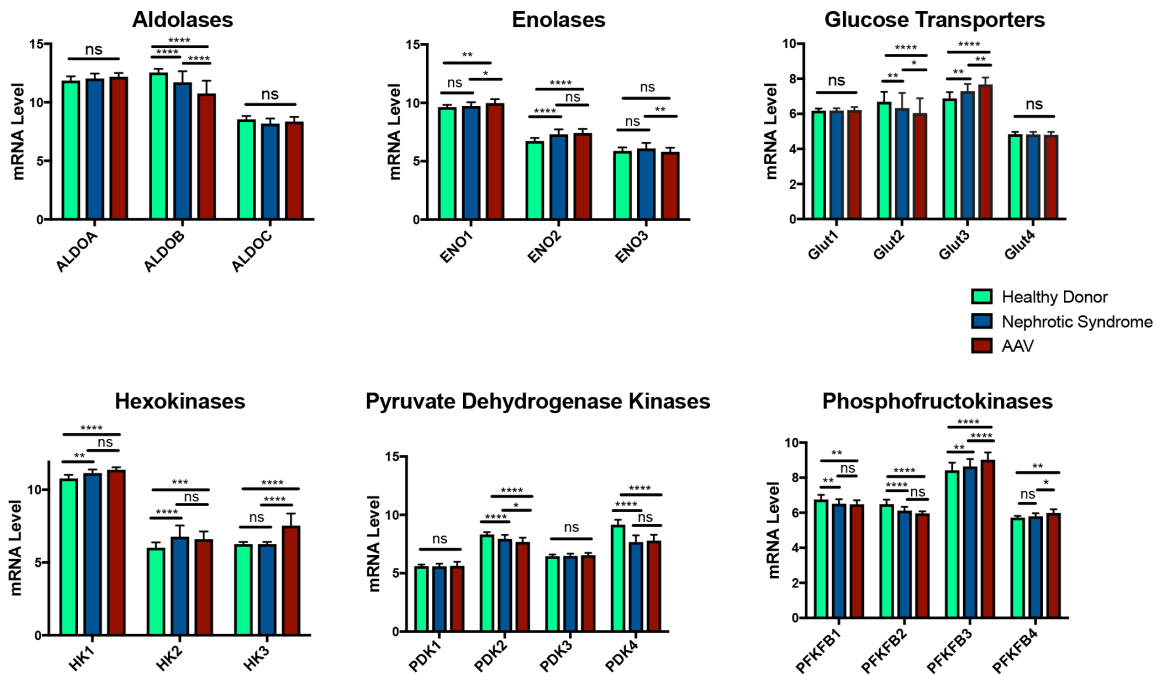 Aldolases
Enolases
Glucose Transporters
mRNA Level
15
10
5
0
ns
****
****
****
ns
ALDOA
ALDOB
ALDOC
mRNA Level
15
10
5
0
**
ns
*
****
****
ns
ns
ns
**
ENO1
ENO2
ENO3
mRNA Level
10
8
6
4
2
0
ns
****
**
*
****
**
**
ns
Glut1
Glut2
Glut3
Glut4
Healthy Donor
Nephrotic Syndrome
AAV
Hexokinases
Pyruvate Dehydrogenase Kinases
Phosphofructokinases
mRNA Level
10
5
0
****
**
ns
***
****
ns
****
ns
****
HK1
HK2
HK3
mRNA Level
15
10
5
0
ns
****
****
*
ns
****
****
ns
PDK1
PDK2
PDK3
PDK4
mRNA Level
10
8
6
4
2
0
**
**
ns
****
****
ns
****
**
****
**
ns
*
PFKFB1
PFKFB2
PFKFB3
PFKFB4